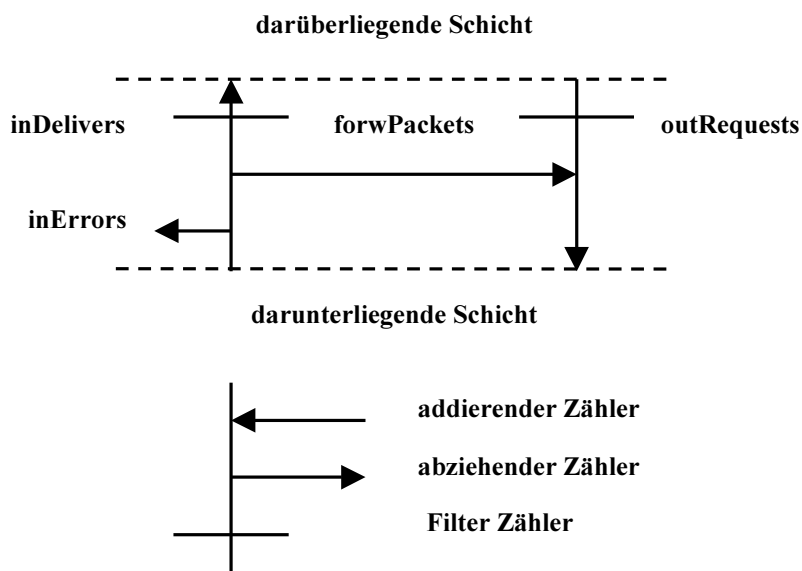 darüberliegende Schicht
inDelivers
forwPackets
outRequests
inErrors
darunterliegende Schicht
addierender Zähler
abziehender Zähler
Filter Zähler